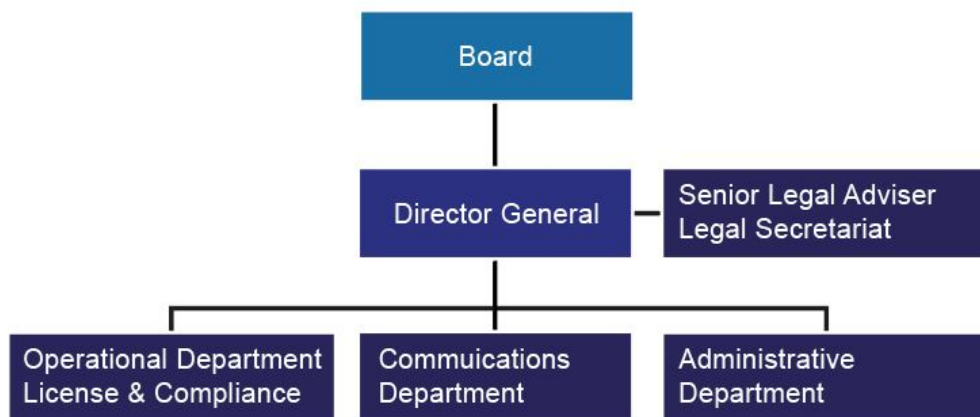 Board
Director General
Senior Legal Adviser
Legal Secretariat
Operational Department
License & Compliance
Commuications
Department
Administrative
Department